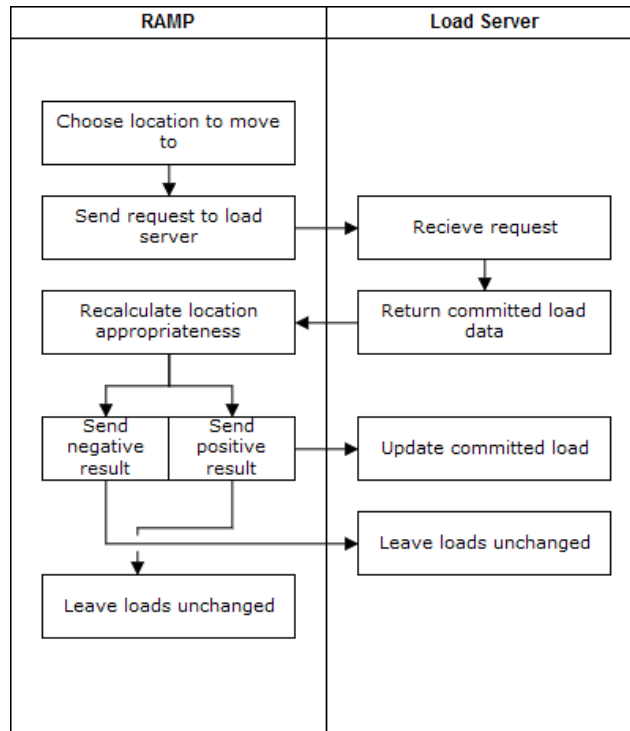 RAMP
Load Server
Choose location to move
to
Send request to load
server
Recieve request
Recalculate location
appropriateness
Return committed load
data
Send
negative
result
Send
positive
result
Update committed load
Leave loads unchanged
Leave loads unchanged